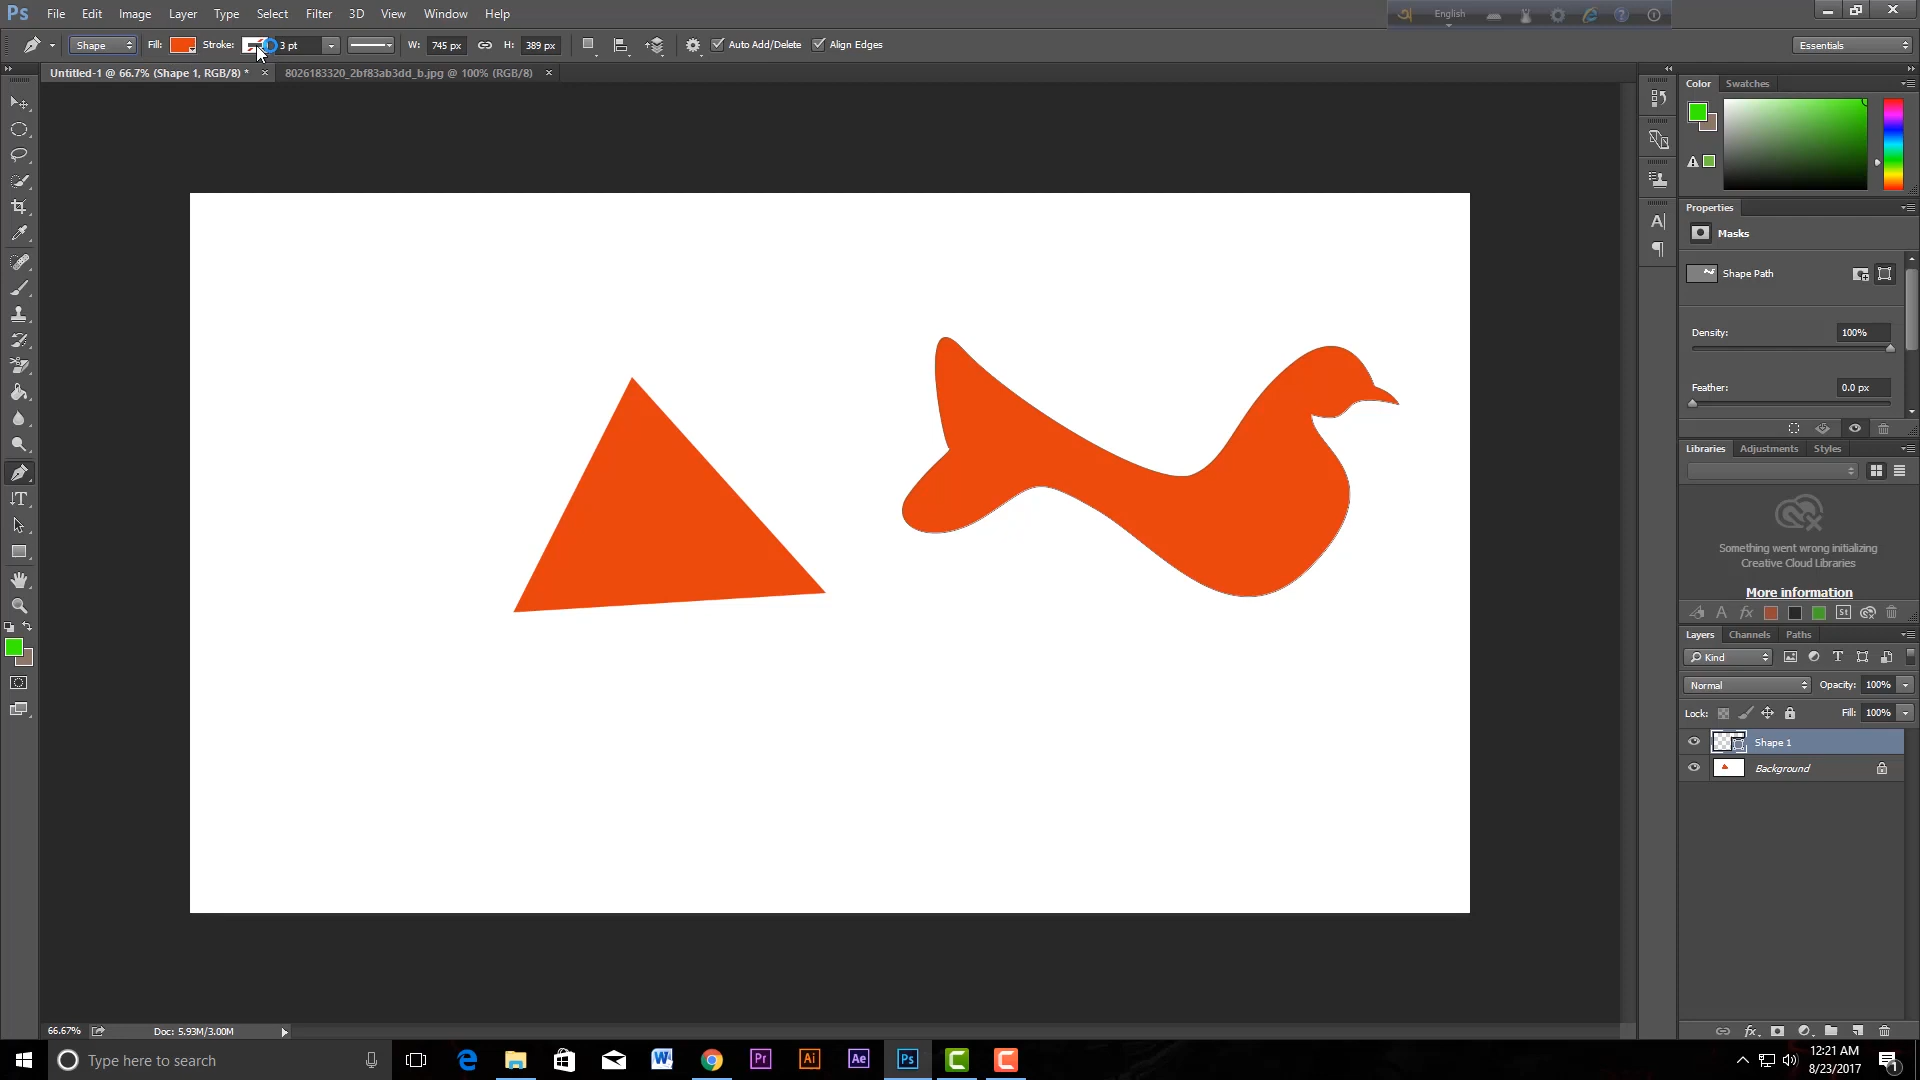 Ps File Edit Image Layer Type Select Filter 3D View Window Help
English
Shape Fill: Stroke: 3 pt W: 745 px H: 389 px Auto Add/Delete Align Edges Essentials
Untitled-1 @ 66.7% (Shape 1, RGB/8) * 8026183320_2bf83ab3dd_b.jpg @ 100% (RGB/8)
Color Swatches
Properties
Masks
Shape Path
Density: 100%
Feather: 0.0 px
Libraries Adjustments Styles
Something went wrong initializing
Creative Cloud Libraries
More information
Layers Channels Paths
Kind
Normal Opacity: 100%
Lock: Fill: 100%
Shape 1
Background
66.67% Doc: 5.93M/3.00M
Type here to search
Pr Ai Ae Ps
12:21 AM
8/23/2017